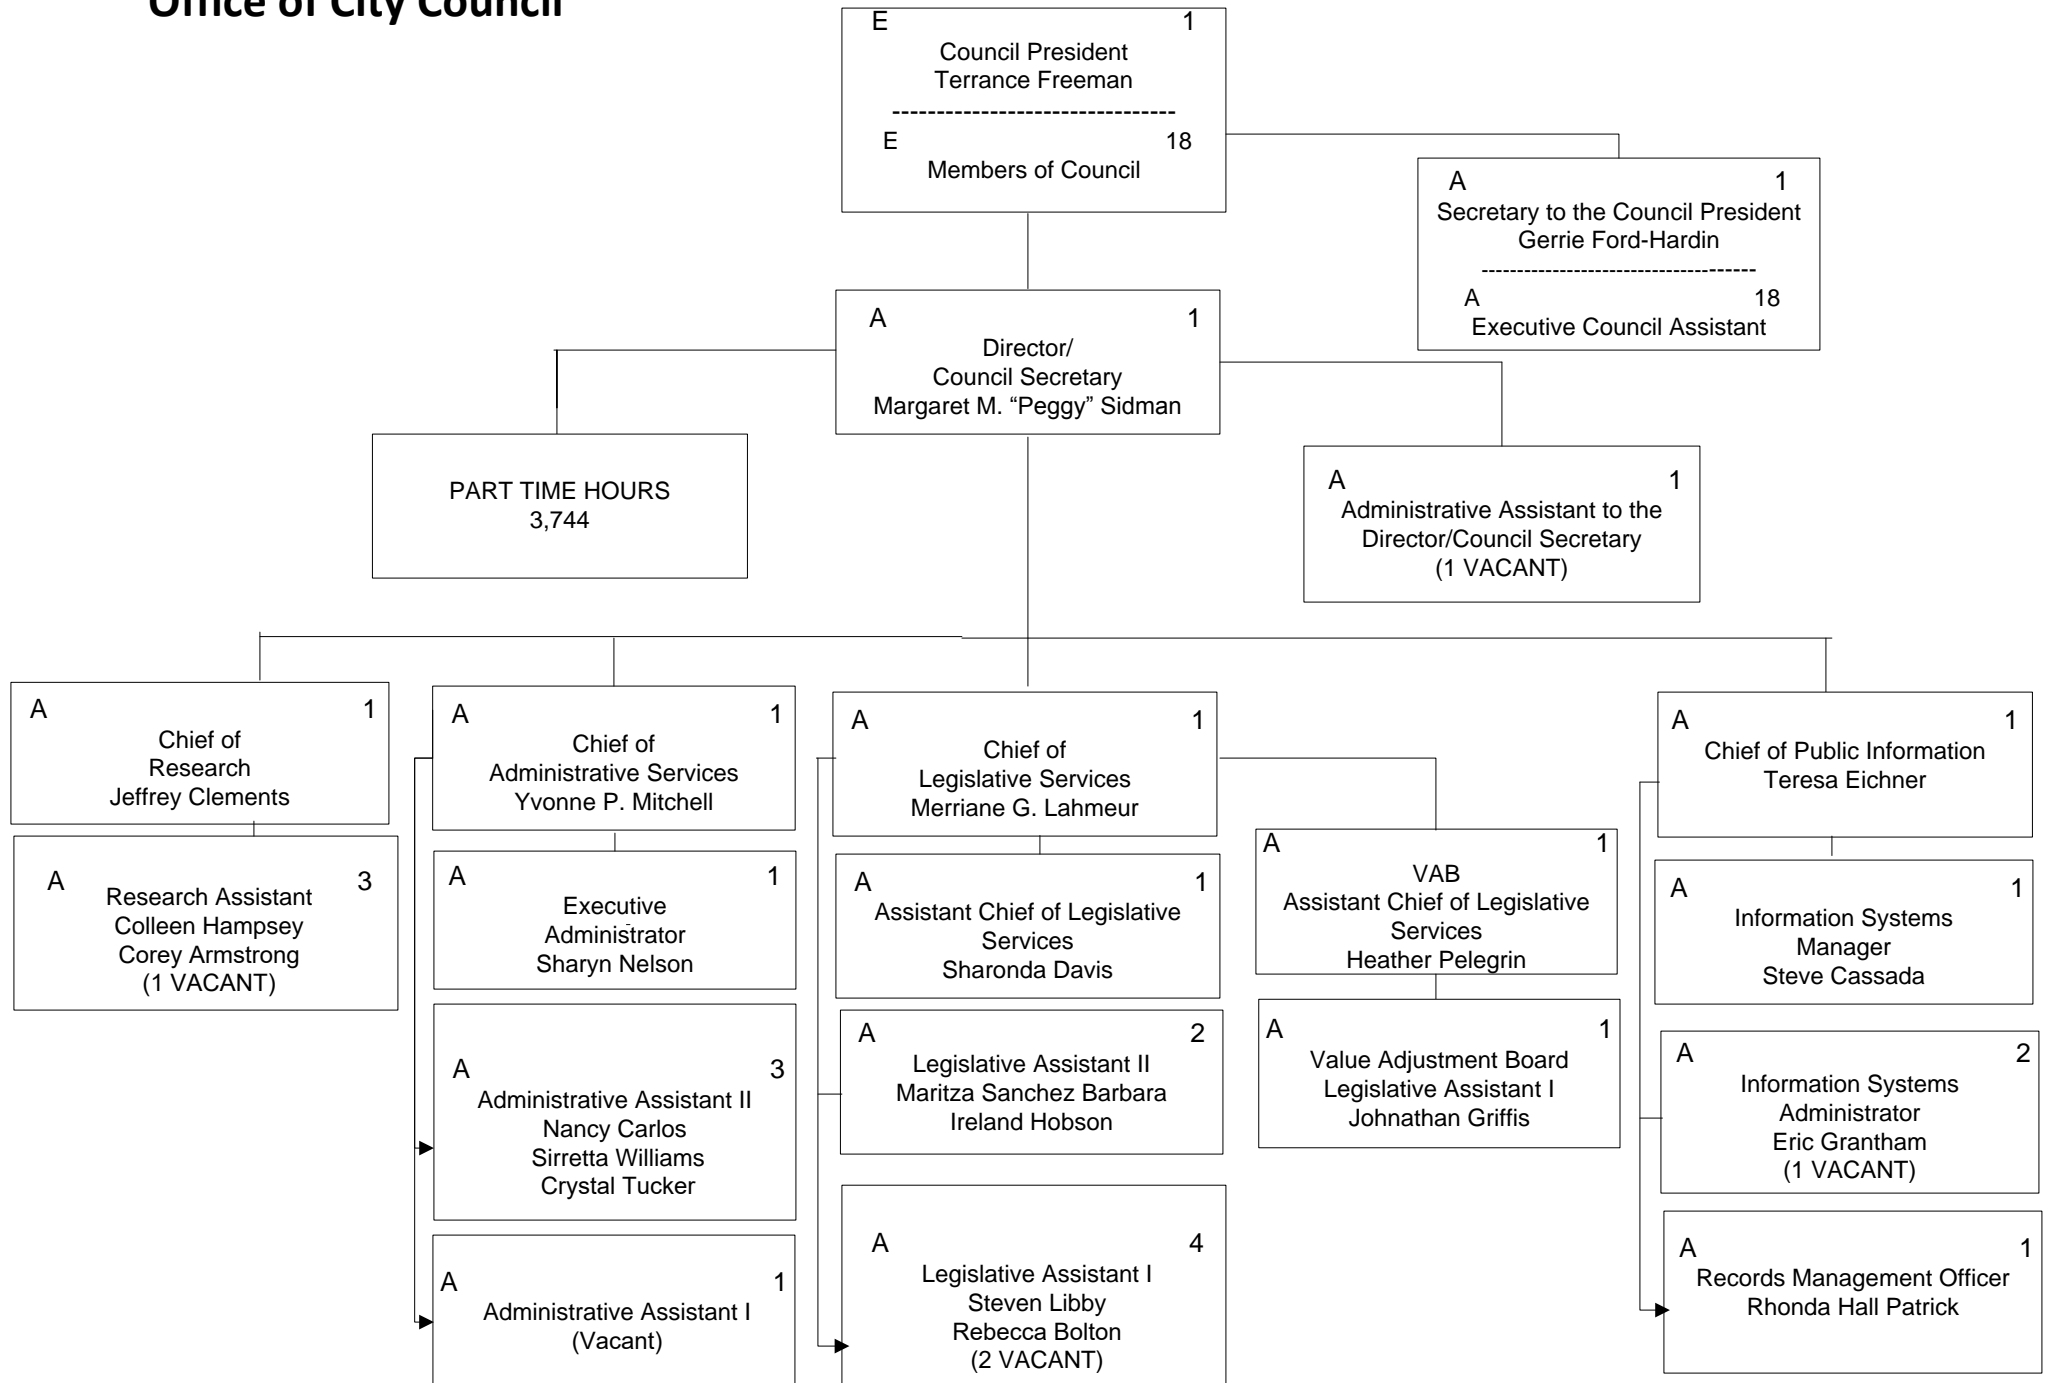 Office of City Council
E 1
Council President
Terrance Freeman
--------------------------------
E 18
Members of Council
A 1
Secretary to the Council President
Gerrie Ford-Hardin
--------------------------------------
A 18
Executive Council Assistant
A 1
Director/
Council Secretary
Margaret M. “Peggy” Sidman
PART TIME HOURS
3,744
A 1
Administrative Assistant to the
Director/Council Secretary
(1 VACANT)
A 1
Chief of
Research
Jeffrey Clements
A 3
Research Assistant
Colleen Hampsey
Corey Armstrong
(1 VACANT)
A 1
Chief of
Administrative Services
Yvonne P. Mitchell
A 1
Executive
Administrator
Sharyn Nelson
A 3
Administrative Assistant II
Nancy Carlos
Sirretta Williams
Crystal Tucker
A 1
Administrative Assistant I
(Vacant)
A 1
Chief of
Legislative Services
Merriane G. Lahmeur
A 1
Assistant Chief of Legislative
Services
Sharonda Davis
A 2
Legislative Assistant II
Maritza Sanchez Barbara
Ireland Hobson
A 4
Legislative Assistant I
Steven Libby
Rebecca Bolton
(2 VACANT)
A 1
VAB
Assistant Chief of Legislative
Services
Heather Pelegrin
A 1
Value Adjustment Board
Legislative Assistant I
Johnathan Griffis
A 1
Chief of Public Information
Teresa Eichner
A 1
Information Systems
Manager
Steve Cassada
A 2
Information Systems
Administrator
Eric Grantham
(1 VACANT)
A 1
Records Management Officer
Rhonda Hall Patrick